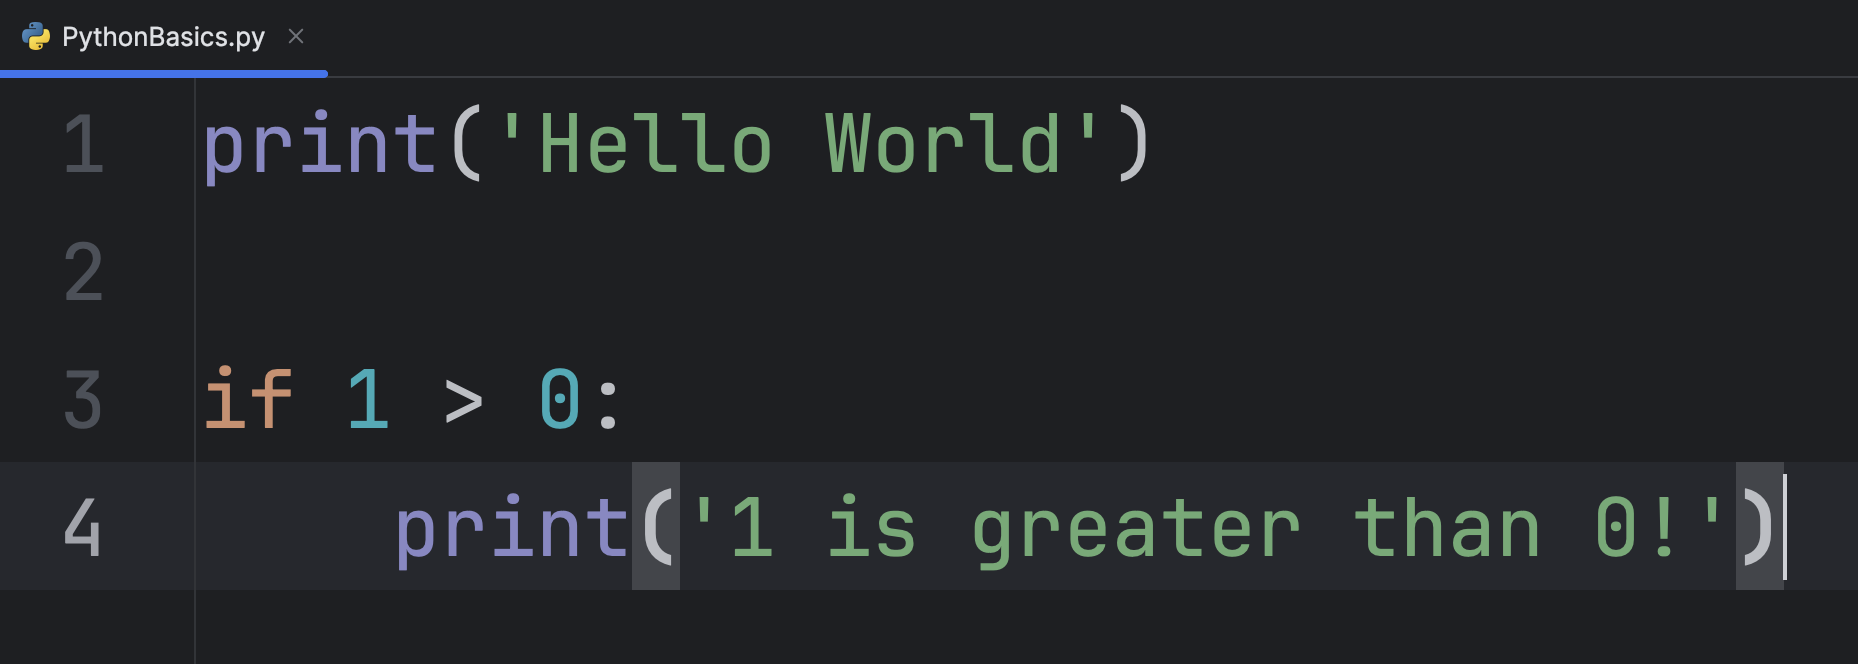 PythonBasics.py
1 print('Hello World')
2
3 if 1 > 0:
4     print('1 is greater than 0!')